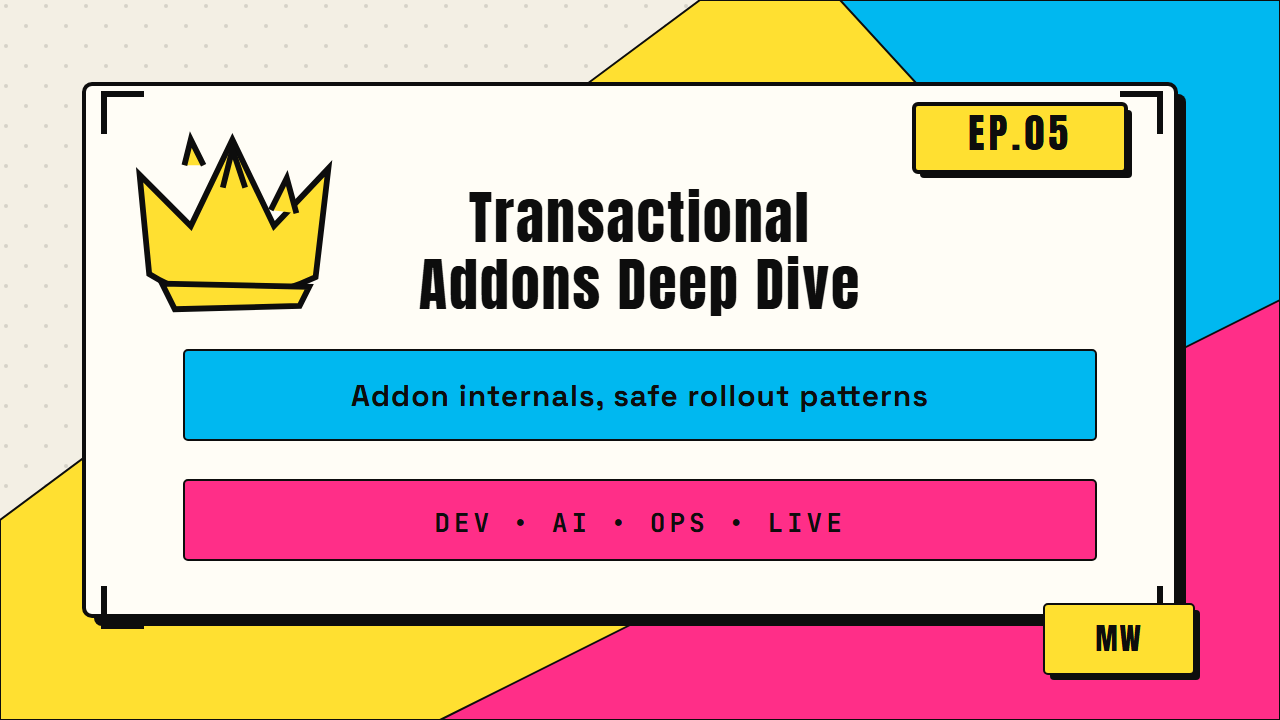 EP.05
Transactional
Addons Deep Dive
Addon internals, safe rollout patterns
DEV • AI • OPS • LIVE
MW